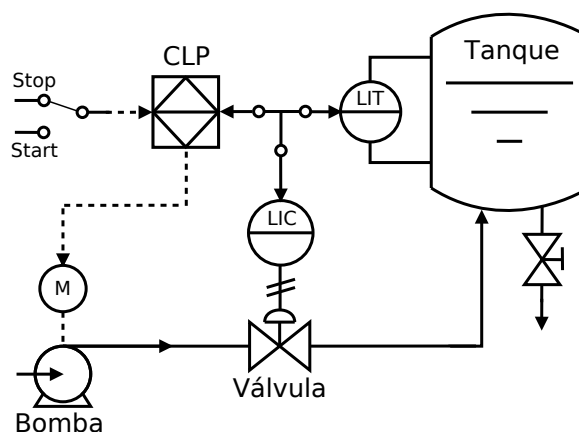 CLP
Tanque
Stop
LIT
Start
LIC
M
Válvula
Bomba